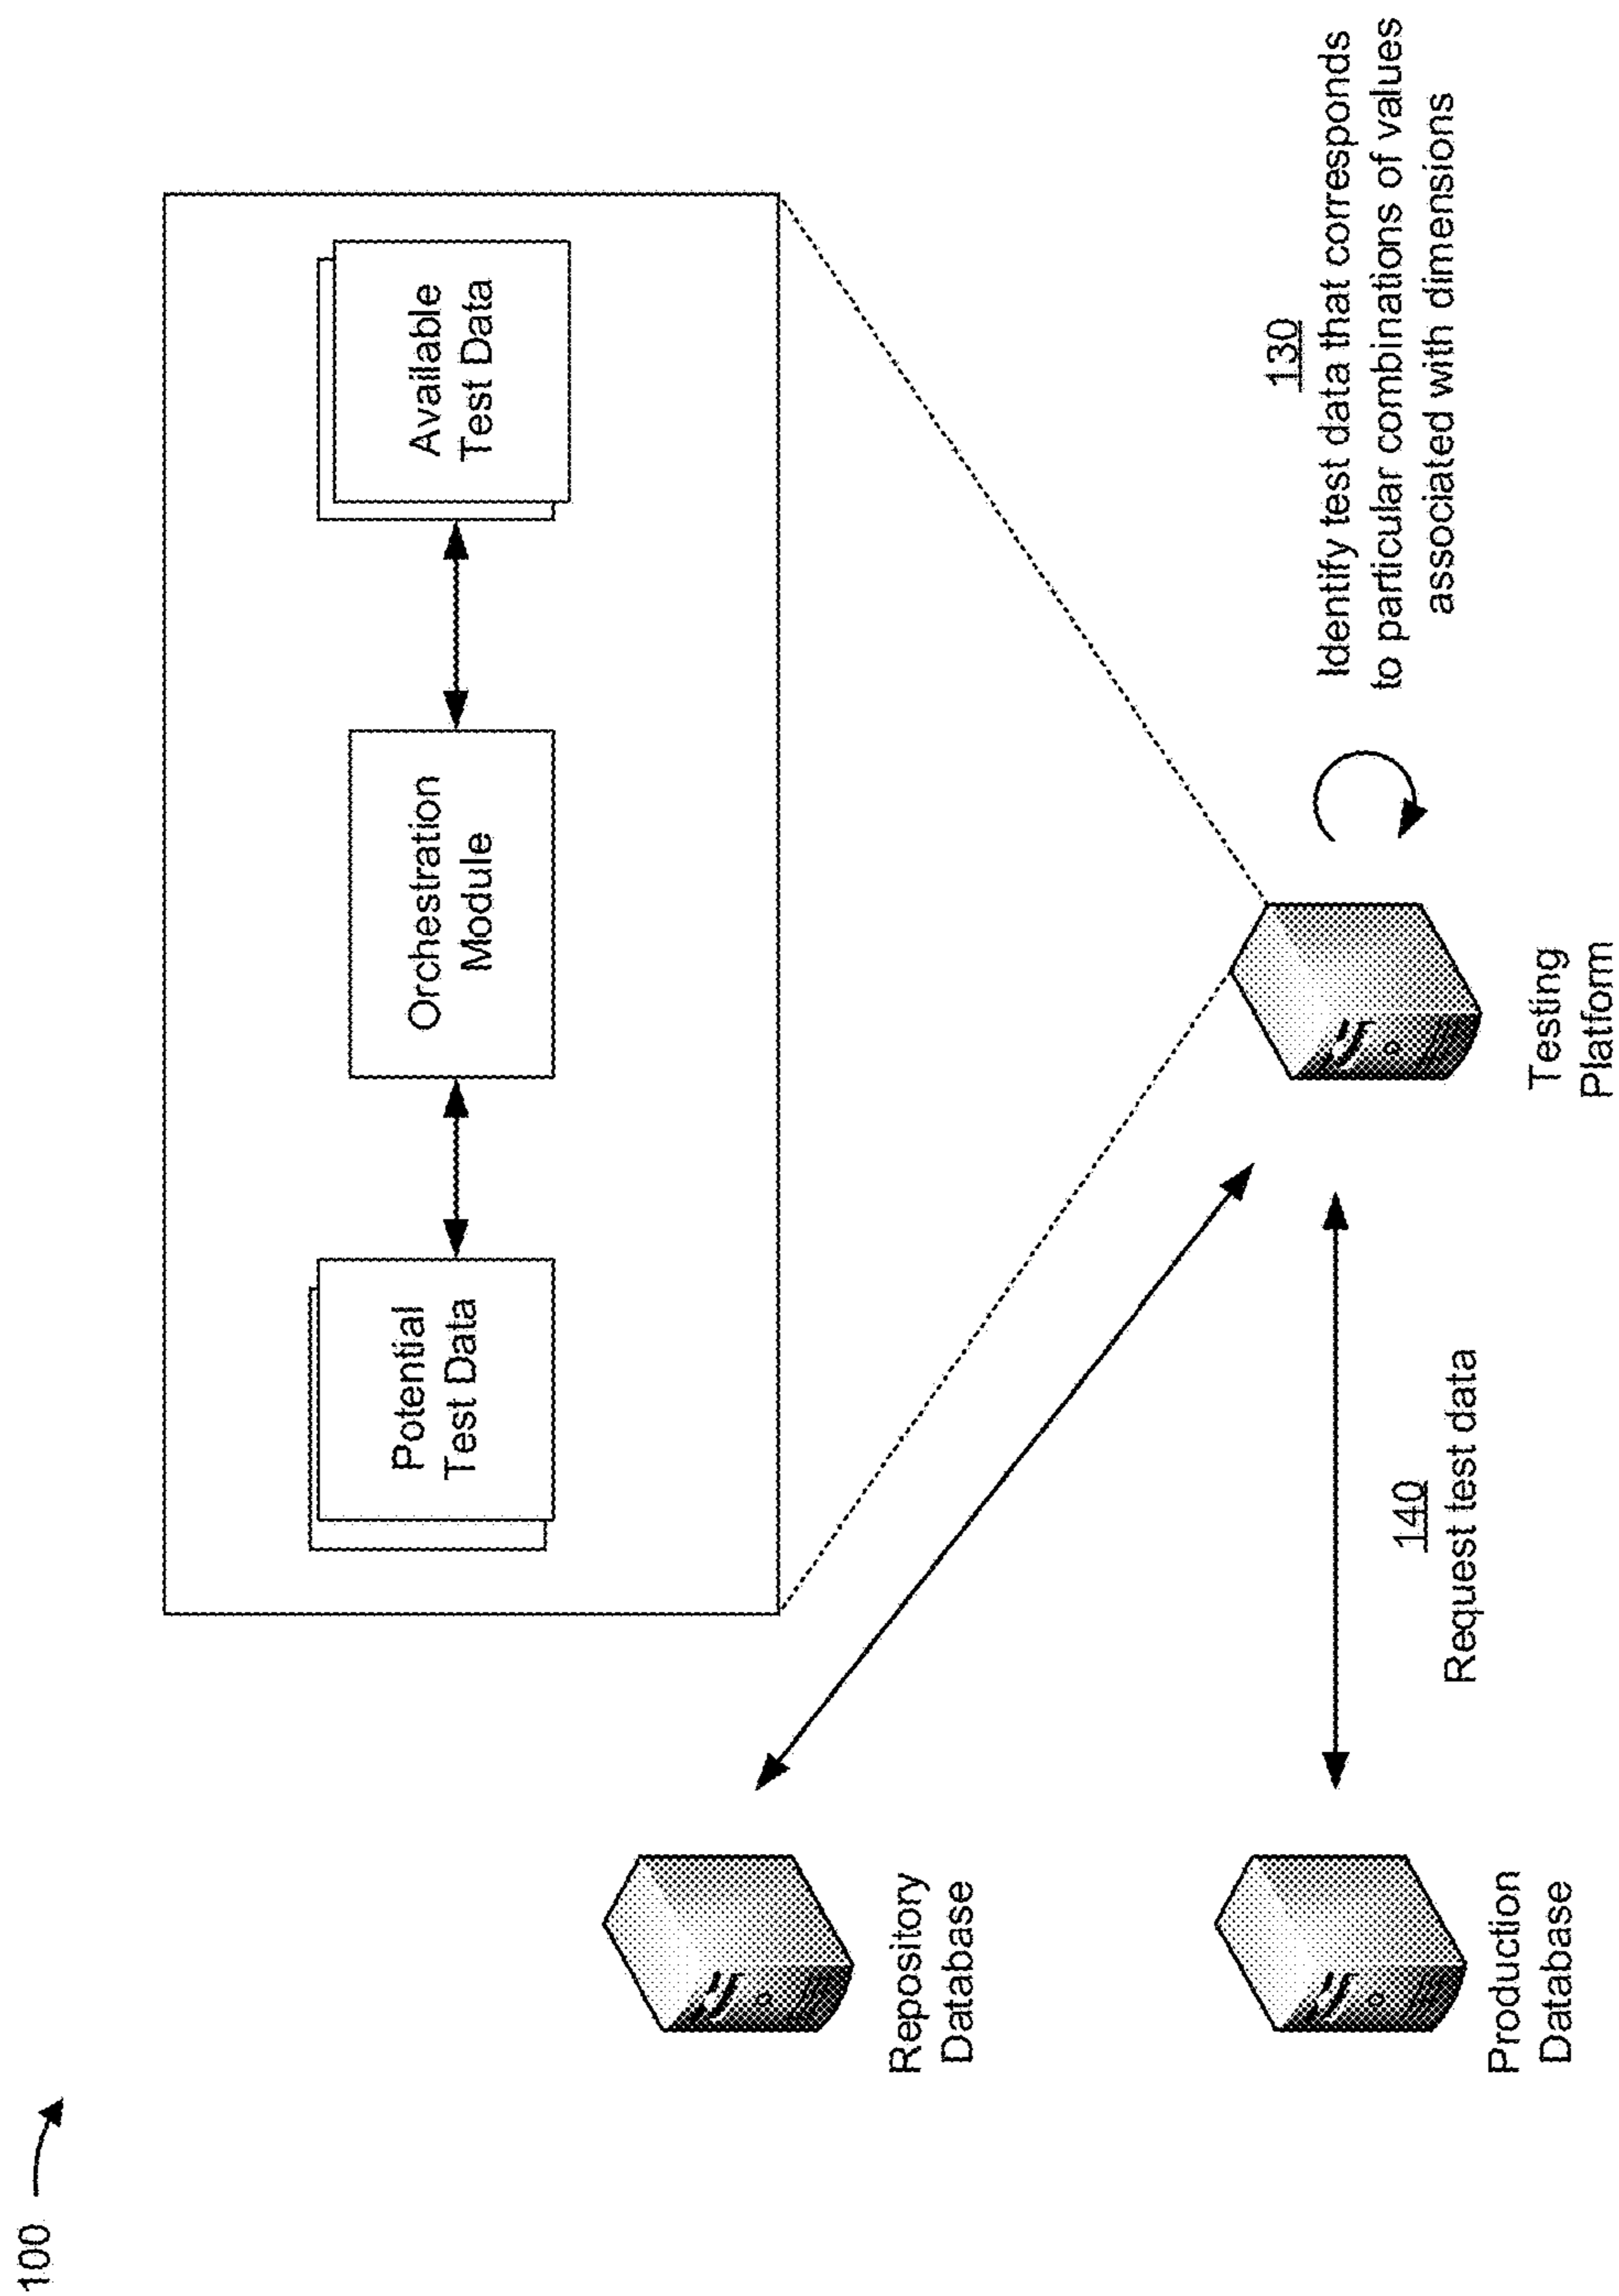 100
Potential
Test Data
Orchestration
Module
Available
Test Data
Repository
Database
Production
Database
140
Request test data
Testing
Platform
130
Identify test data that corresponds
to particular combinations of values
associated with dimensions